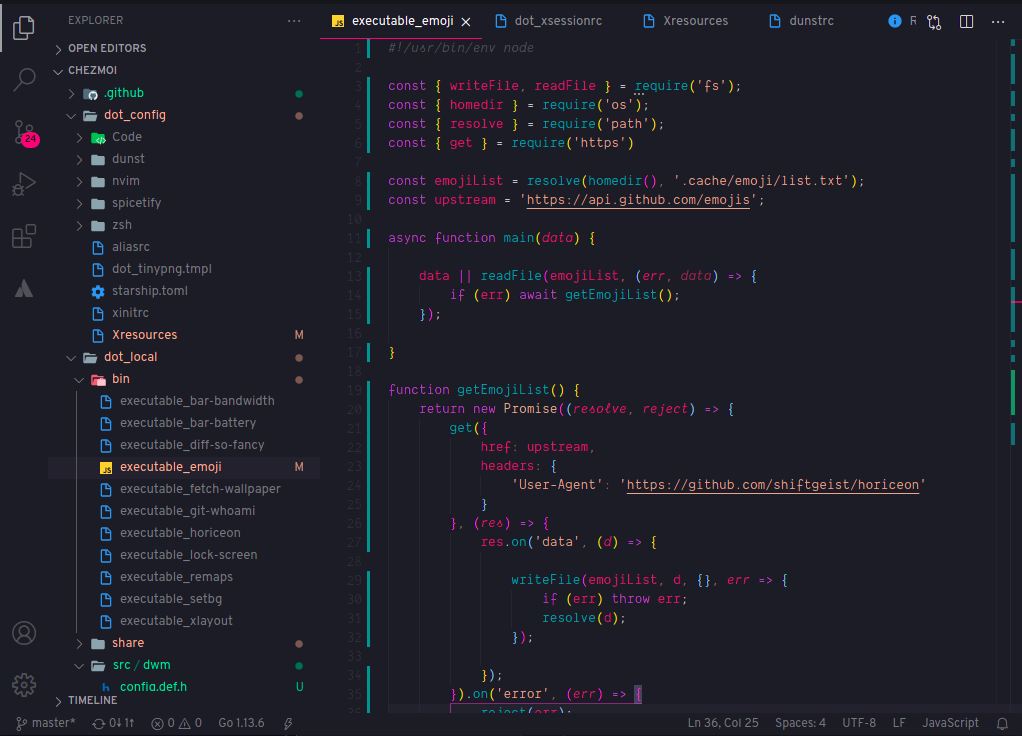 EXPLORER
OPEN EDITORS
CHEZMOI
.github
dot_config
Code
dunst
nvim
spicetify
zsh
aliasrc
dot_tinypng.tmpl
starship.toml
xinitrc
Xresources M
dot_local
bin
executable_bar-bandwidth
executable_bar-battery
executable_diff-so-fancy
JS executable_emoji M
executable_fetch-wallpaper
executable_git-whoami
executable_horiceon
executable_lock-screen
executable_remaps
executable_setbg
executable_xlayout
share
src / dwm
h config.def.h U
TIMELINE
24
JS executable_emoji dot_xsessionrc Xresources dunstrc R
1 #!/usr/bin/env node
2
3 const { writeFile, readFile } = require('fs');
4 const { homedir } = require('os');
5 const { resolve } = require('path');
6 const { get } = require('https')
7
8 const emojiList = resolve(homedir(), '.cache/emoji/list.txt');
9 const upstream = 'https://api.github.com/emojis';
10
11 async function main(data) {
12
13 data || readFile(emojiList, (err, data) => {
14 if (err) await getEmojiList();
15 });
16
17 }
18
19 function getEmojiList() {
20 return new Promise((resolve, reject) => {
21 get({
22 href: upstream,
23 headers: {
24 'User-Agent': 'https://github.com/shiftgeist/horiceon'
25 }
26 }, (res) => {
27 res.on('data', (d) => {
28
29 writeFile(emojiList, d, {}, err => {
30 if (err) throw err;
31 resolve(d);
32 });
33
34 });
35 }).on('error', (err) => {
36 reject(err);
master* 0↓ 1↑ 0 0 Go 1.13.6 Ln 36, Col 25 Spaces: 4 UTF-8 LF JavaScript